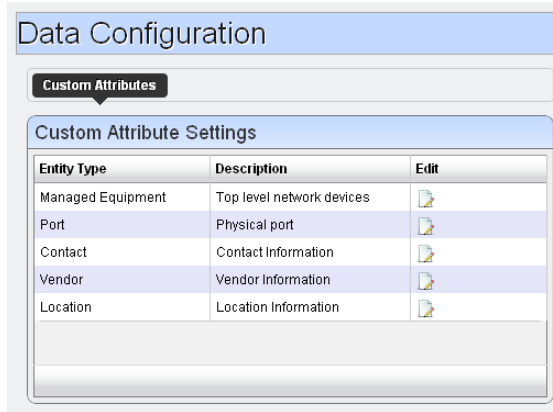 Data Configuration
Custom Attributes
Custom Attribute Settings
Entity Type Description Edit
Managed Equipment Top level network devices
Port Physical port
Contact Contact Information
Vendor Vendor Information
Location Location Information